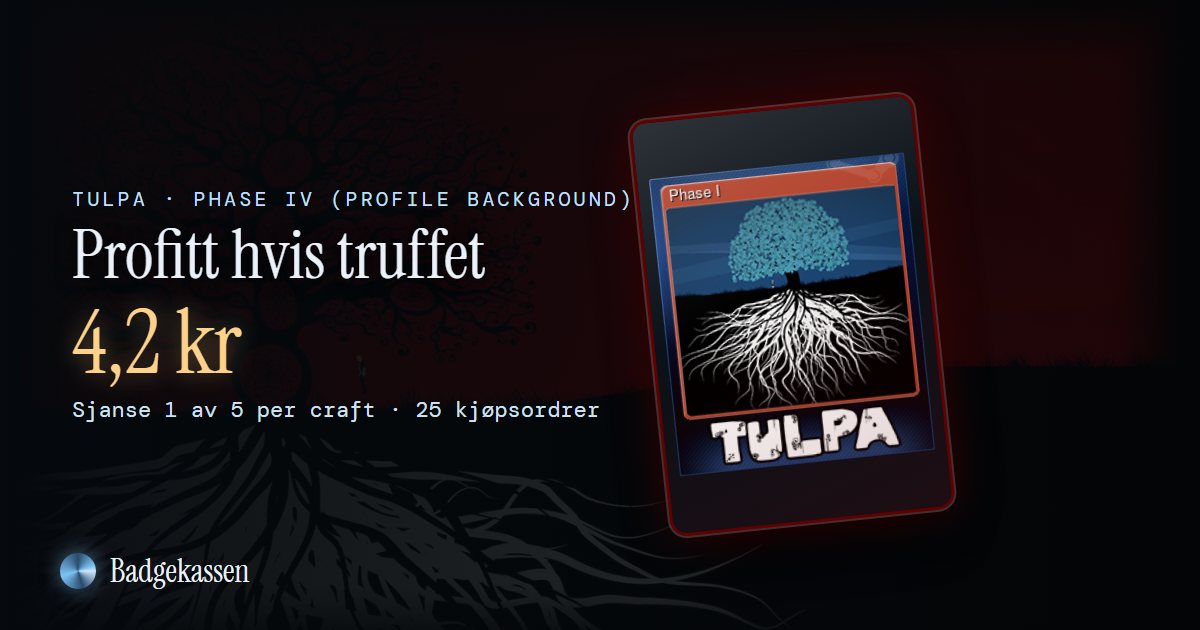 TULPA · PHASE IV (PROFILE BACKGROUND)
Profitt hvis truffet
4,2 kr
Sjanse 1 av 5 per craft · 25 kjøpsordrer
Badgekassen
Phase I
TULPA